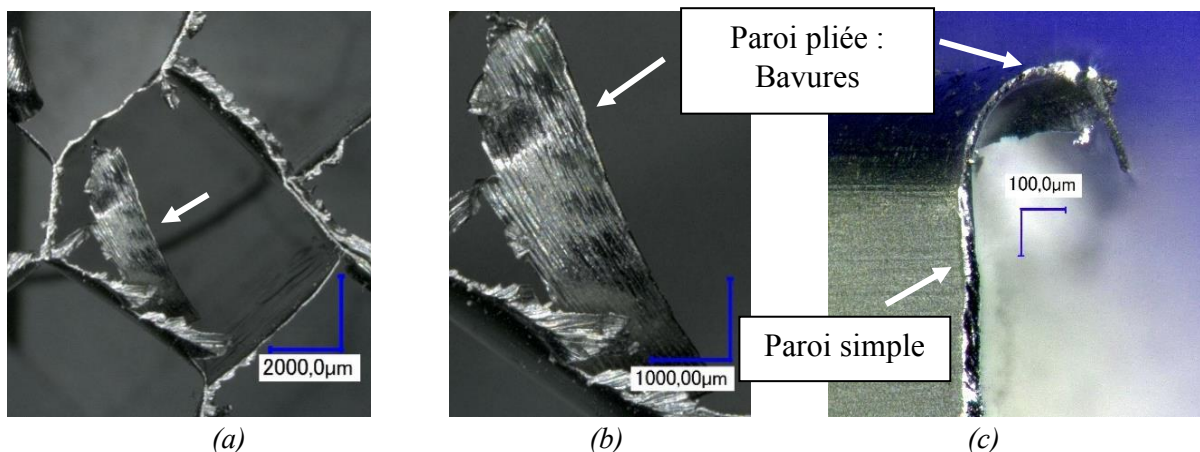 Paroi pliée :
Bavures
100,0µm
2000,0µm
1000,00µm
Paroi simple
(a)
(b)
(c)